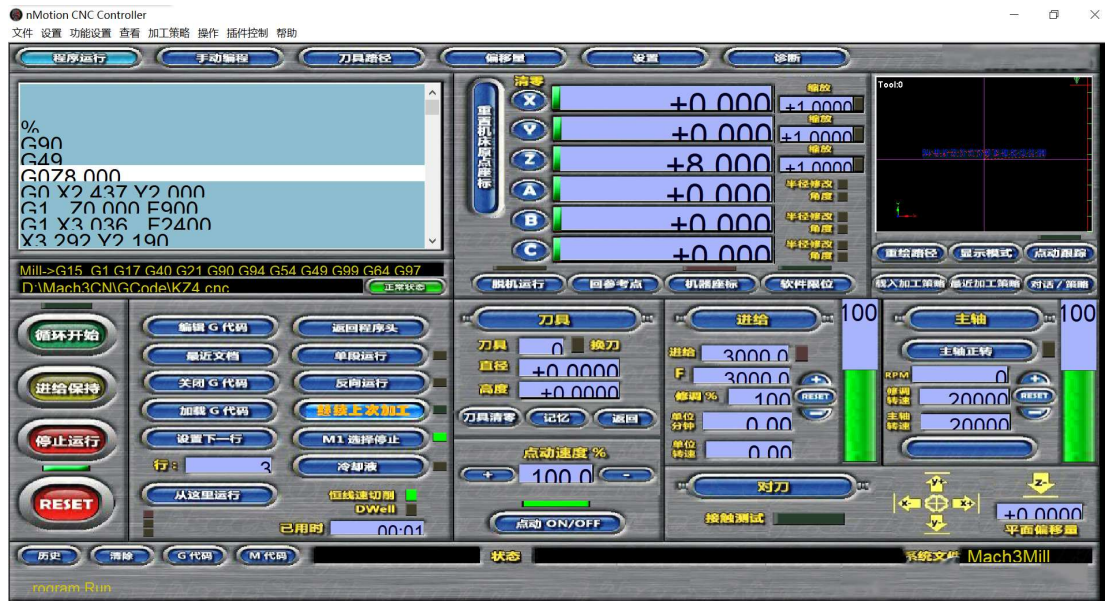 nMotion CNC Controller
文件 设置 功能设置 查看 加工策略 操作 插件控制 帮助
程序运行 手动编程 刀具路径 偏移量 设置 诊断
%
G90
G49
G0Z8.000
G0 X2.437 Y2.000
G1 Z0.000 F900
G1 X3.036 F2400
X3.292 Y2.190
Mill->G15 G1 G17 G40 G21 G90 G94 G54 G49 G99 G64 G97
D:\Mach3CN\GCode\KZ4.cnc 正常状态
重置机床原点座标
清零
X +0.000 缩放 +1.0000
Y +0.000 缩放 +1.0000
Z +8.000 缩放 +1.0000
A +0.000 半径修改 角度
B +0.000 半径修改 角度
C +0.000 半径修改 角度
脱机运行 回参考点 机器座标 软件限位
Tool:0
重绘路径 显示模式 点动跟踪
载入加工策略 最近加工策略 对话/策略
循环开始
进给保持
停止运行
RESET
编辑 G 代码 返回程序头
最近文档 单段运行
关闭 G 代码 反向运行
加载 G 代码 继续上次加工
设置下一行 M1 选择停止
行: 3 冷却液
从这里运行 恒线速切削
DWell
已用时 00:01
刀具
刀具 0 换刀
直径 +0.0000
高度 +0.0000
刀具清零 记忆 返回
点动速度 %
+ 100.0 -
点动 ON/OFF
进给 100
进给 3000.0
F 3000.0 +
修调 % 100 RESET
单位 分钟 0.00 -
单位 转速 0.00
主轴 100
主轴正转
RPM 0 +
修调 转速 20000 RESET
主轴 转速 20000 -
对刀
接触测试
Y- Z-
X- X+
Y- +0.0000
平面偏移量
历史 清除 G 代码 M 代码 状态 系统文件 Mach3Mill
rogram Run